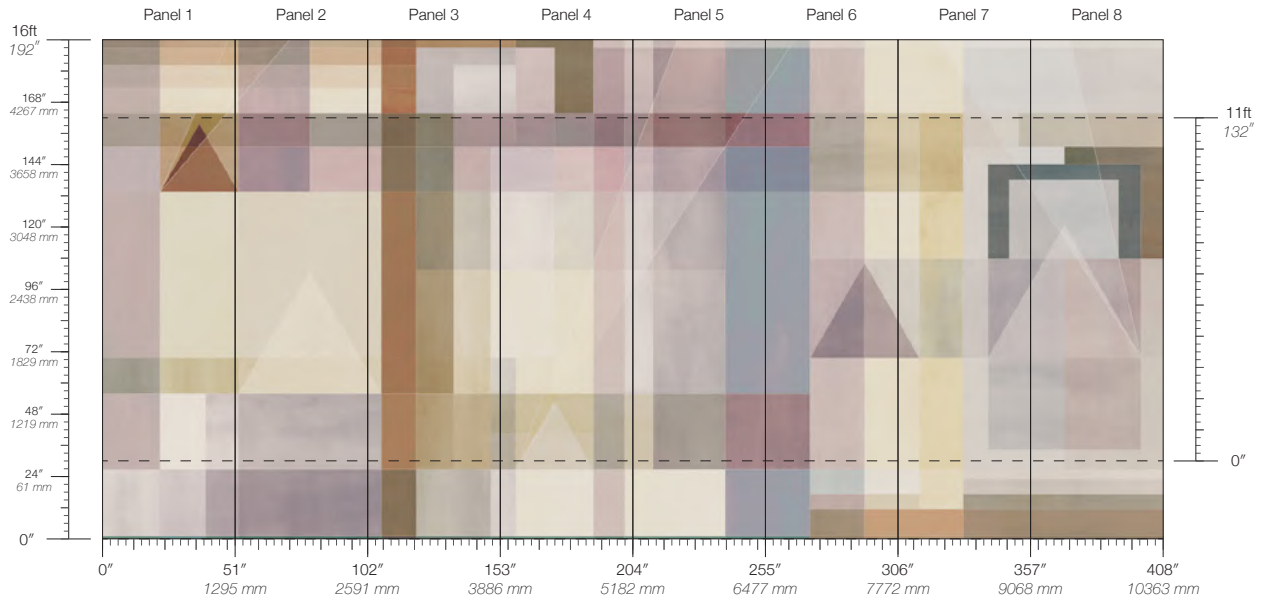 Panel 1 Panel 2 Panel 3 Panel 4 Panel 5 Panel 6 Panel 7 Panel 8
16ft
192″
168″
4267 mm
11ft
132″
144″
3658 mm
120″
3048 mm
96″
2438 mm
72″
1829 mm
48″
1219 mm
0″
24″
61 mm
0″
0″ 51″ 102″ 153″ 204″ 255″ 306″ 357″ 408″
1295 mm 2591 mm 3886 mm 5182 mm 6477 mm 7772 mm 9068 mm 10363 mm